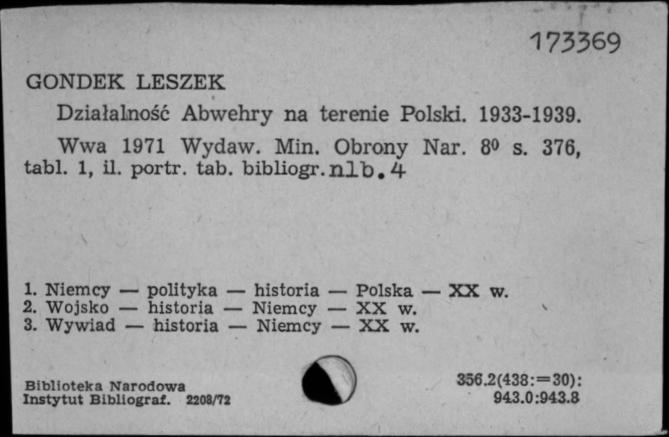 173369
GONDEK LESZEK
Działalność Abwehry na terenie Polski. 1933-1939.
Wwa 1971 Wydaw. Min. Obrony Nar. 8⁰ s. 376,
tabl. 1, il. portr. tab. bibliogr. nlb. 4
1. Niemcy — polityka — historia — Polska — XX w.
2. Wojsko — historia — Niemcy — XX w.
3. Wywiad — historia — Niemcy — XX w.
Biblioteka Narodowa
Instytut Bibliograf. 2208/72
356.2(438:=30):
943.0:943.8